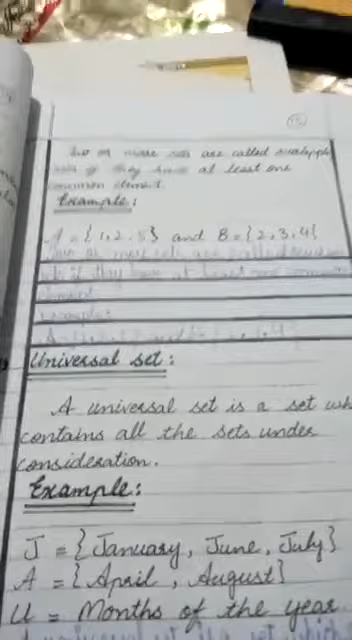 Two or more sets are called overlapping
sets if they have at least one
common element.
Example:
A = {1, 2, 3} and B = {2, 3, 4}
Universal set:
A universal set is a set wh
contains all the sets under
consideration.
Example:
J = {January, June, July}
A = {April, August}
U = Months of the year